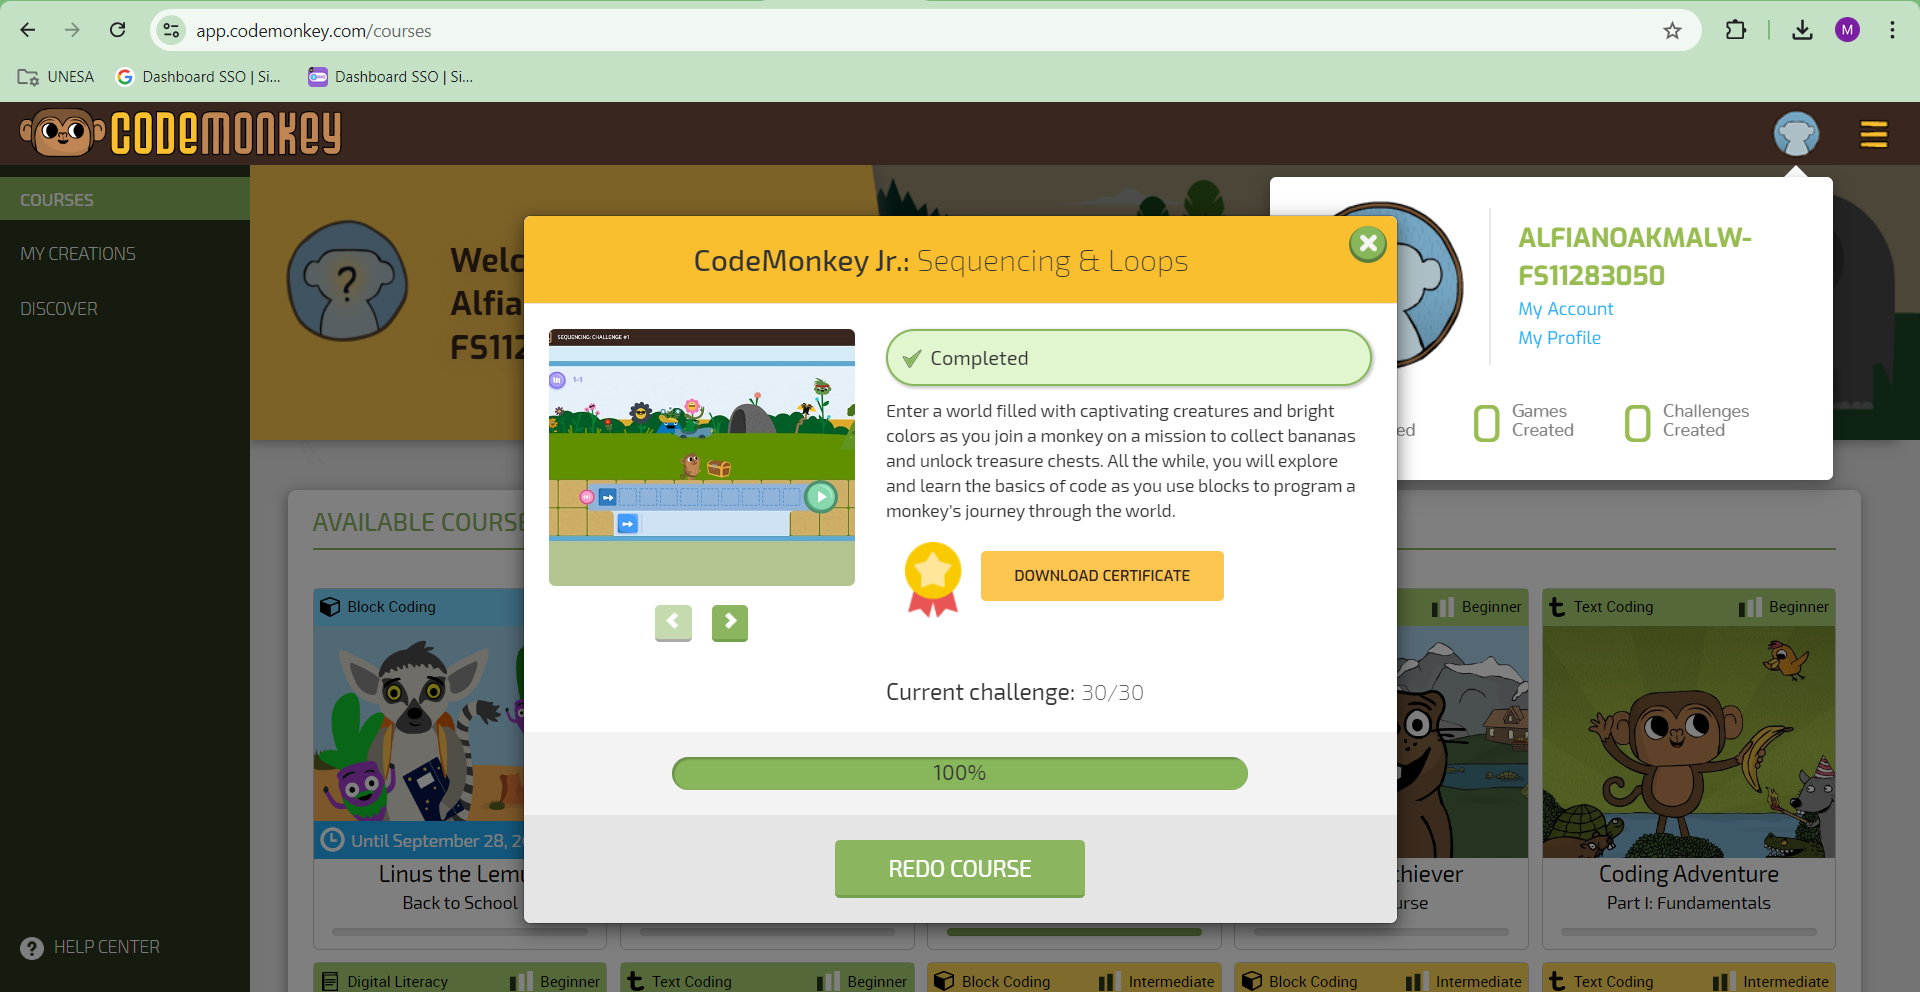 app.codemonkey.com/courses
M
UNESA
Dashboard SSO | Si...
Dashboard SSO | Si...
CODEMONKEY
COURSES
MY CREATIONS
DISCOVER
HELP CENTER
?
Welc
Alfia
FS112
ALFIANOAKMALW-
FS11283050
My Account
My Profile
ed
0 Games
Created
0 Challenges
Created
AVAILABLE COURSE
CodeMonkey Jr.: Sequencing & Loops
SEQUENCING: CHALLENGE #1
1-1
Completed
Enter a world filled with captivating creatures and bright
colors as you join a monkey on a mission to collect bananas
and unlock treasure chests. All the while, you will explore
and learn the basics of code as you use blocks to program a
monkey's journey through the world.
DOWNLOAD CERTIFICATE
Current challenge: 30/30
100%
REDO COURSE
Block Coding
Until September 28, 2
Linus the Lemu
Back to School
Beginner
hiever
urse
Text Coding
Beginner
Coding Adventure
Part I: Fundamentals
Digital Literacy
Beginner
Text Coding
Beginner
Block Coding
Intermediate
Block Coding
Intermediate
Text Coding
Intermediate